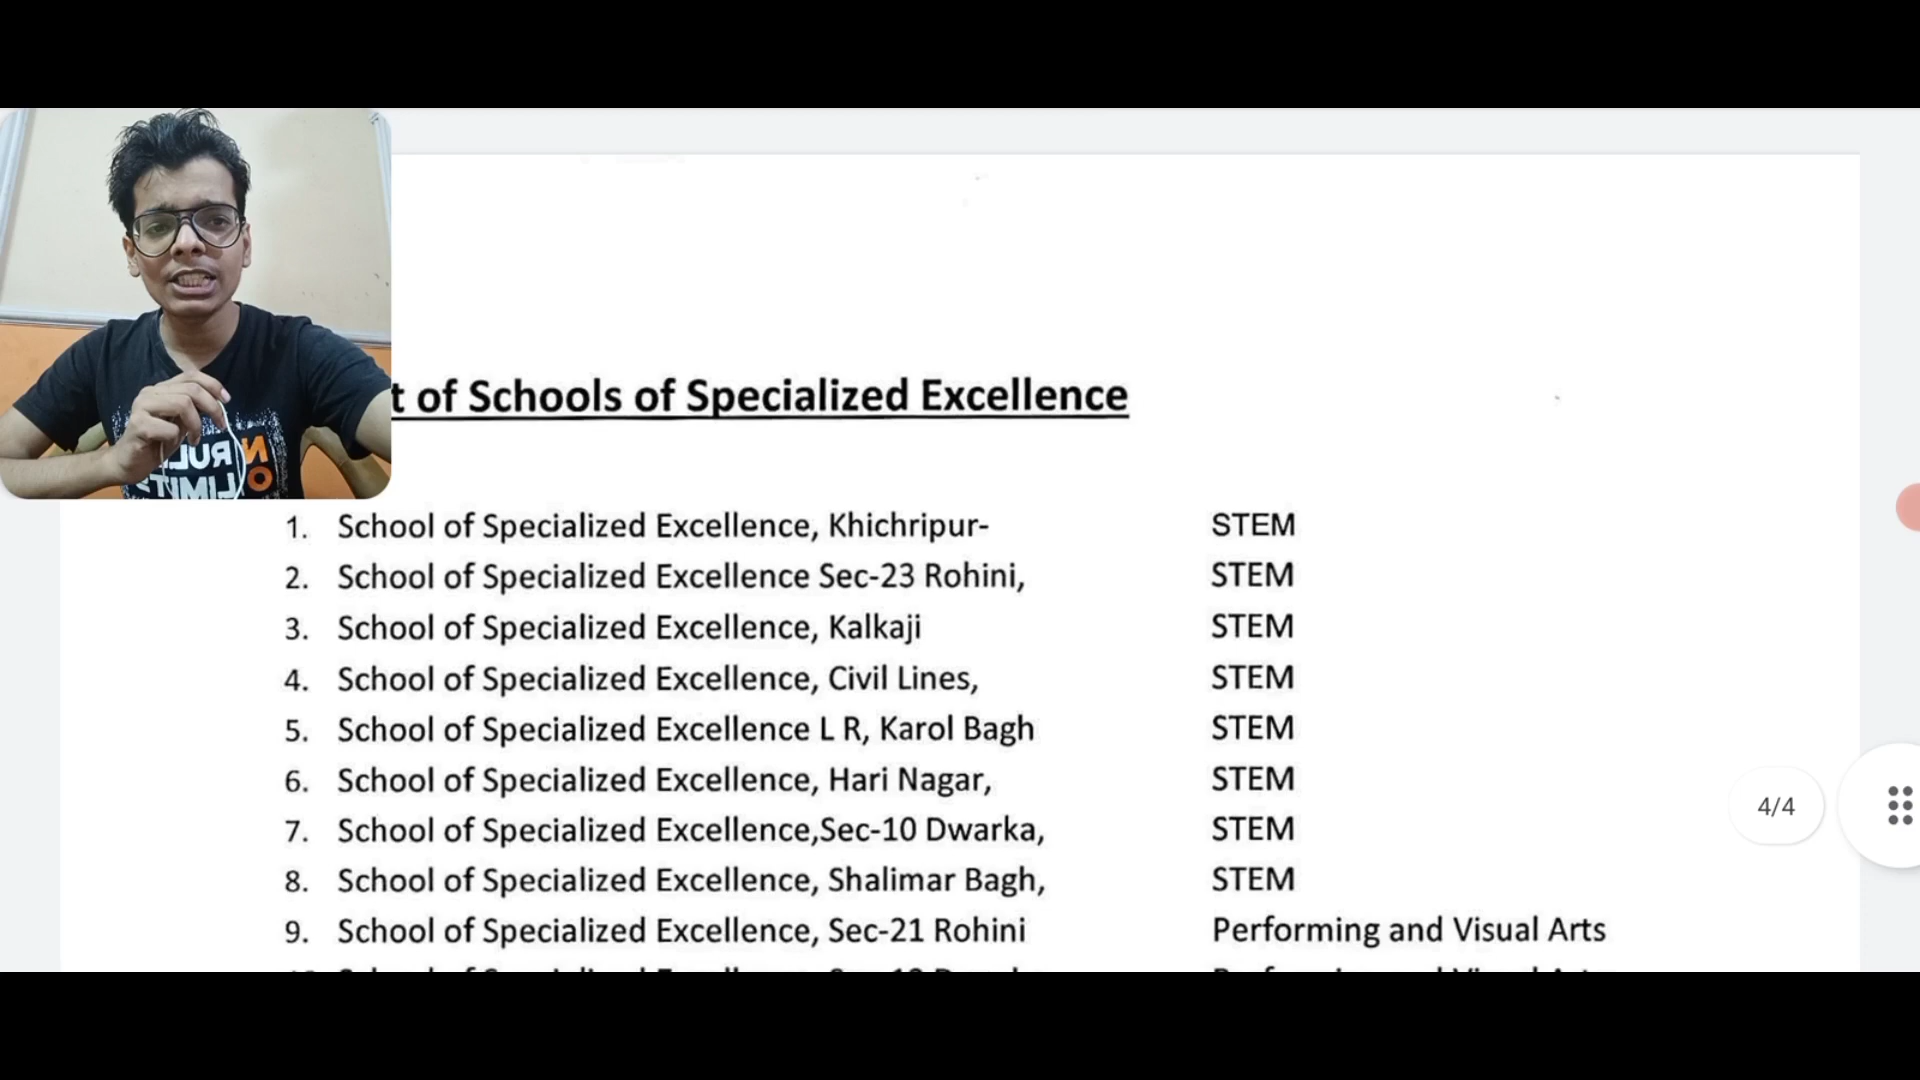 t of Schools of Specialized Excellence
1. School of Specialized Excellence, Khichripur- STEM
2. School of Specialized Excellence Sec-23 Rohini, STEM
3. School of Specialized Excellence, Kalkaji STEM
4. School of Specialized Excellence, Civil Lines, STEM
5. School of Specialized Excellence L R, Karol Bagh STEM
6. School of Specialized Excellence, Hari Nagar, STEM
7. School of Specialized Excellence,Sec-10 Dwarka, STEM
8. School of Specialized Excellence, Shalimar Bagh, STEM
9. School of Specialized Excellence, Sec-21 Rohini Performing and Visual Arts
4/4